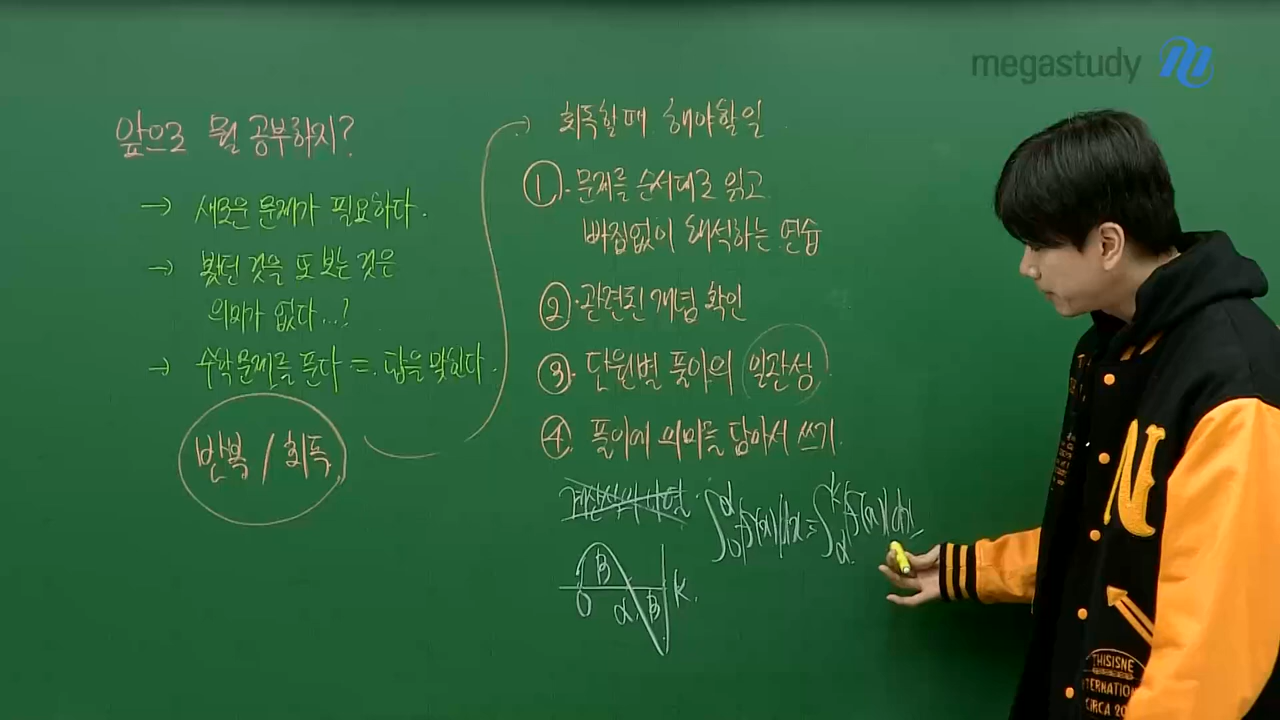 megastudy
앞으로 뭘 공부하지?
→ 새로운 문제가 필요하다.
→ 봤던 것을 또 보는 것은
의미가 없다...?
→ 수학문제를 푼다 = 답을 맞힌다.
반복 / 회독
회독할 때 해야할 일
①. 문제를 순서대로 읽고
빠짐없이 해석하는 연습
②. 관련된 개념 확인
③. 단원별 풀이의 일관성!
④. 풀이에 의미를 담아서 쓰기.
B
0 α B K.
N
THISISNE
INTERNATION
CIRCA 20